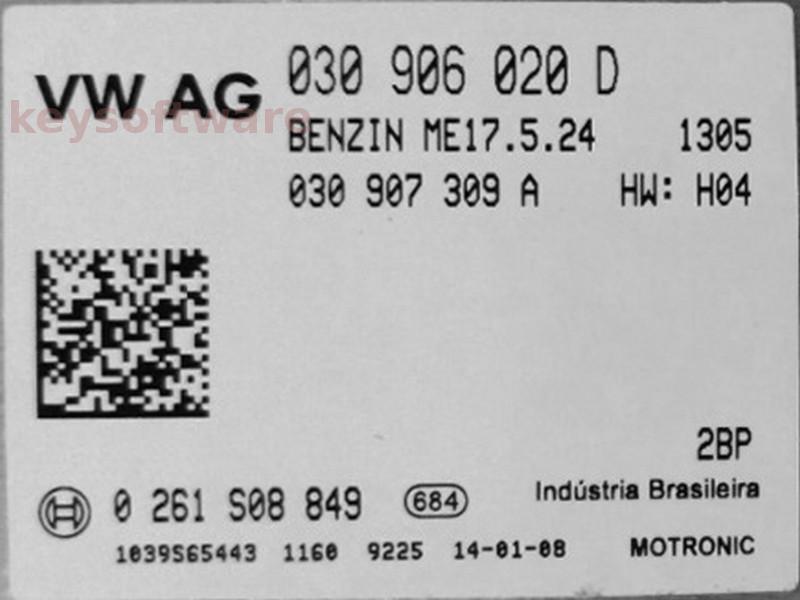 VW AG 030 906 020 D
keysoftware
BENZIN ME17.5.24 1305
030 907 309 A HW: H04
2BP
0 261 S08 849 684 Indústria Brasileira
1039S65443 1160 9225 14-01-08 MOTRONIC